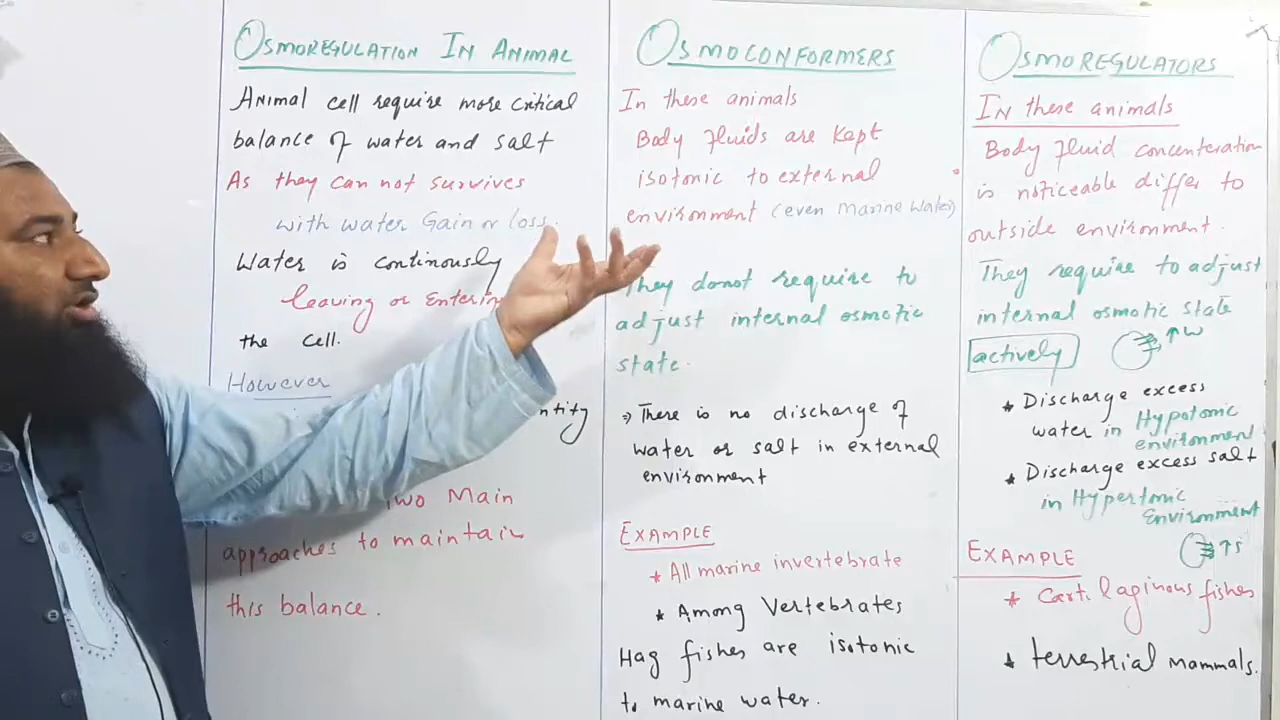 OSMOREGULATION IN ANIMAL
Animal cell require more critical
balance of water and salt
As they can not survives
with water Gain or loss.
Water is continously
leaving or Enterin
the cell.
However
ntity
Two Main
approaches to maintain
this balance.
OSMOCONFORMERS
In these animals
Body fluids are kept
isotonic to external
environment (even marine water)
They donot require to
adjust internal osmotic
state.
⇒ There is no discharge of
water or salt in external
environment
EXAMPLE
* All marine invertebrate
* Among Vertebrates
Hag fishes are isotonic
to marine water.
OSMOREGULATORS
IN these animals
Body fluid concenteration
is noticeable differ to
outside environment.
They require to adjust
internal osmotic state
actively ↑ W
* Discharge excess
water in Hypotonic
environment
* Discharge excess salt
in Hypertonic
Environment
EXAMPLE ↑ S
* Cartilaginous fishes
* terrestrial mammals.